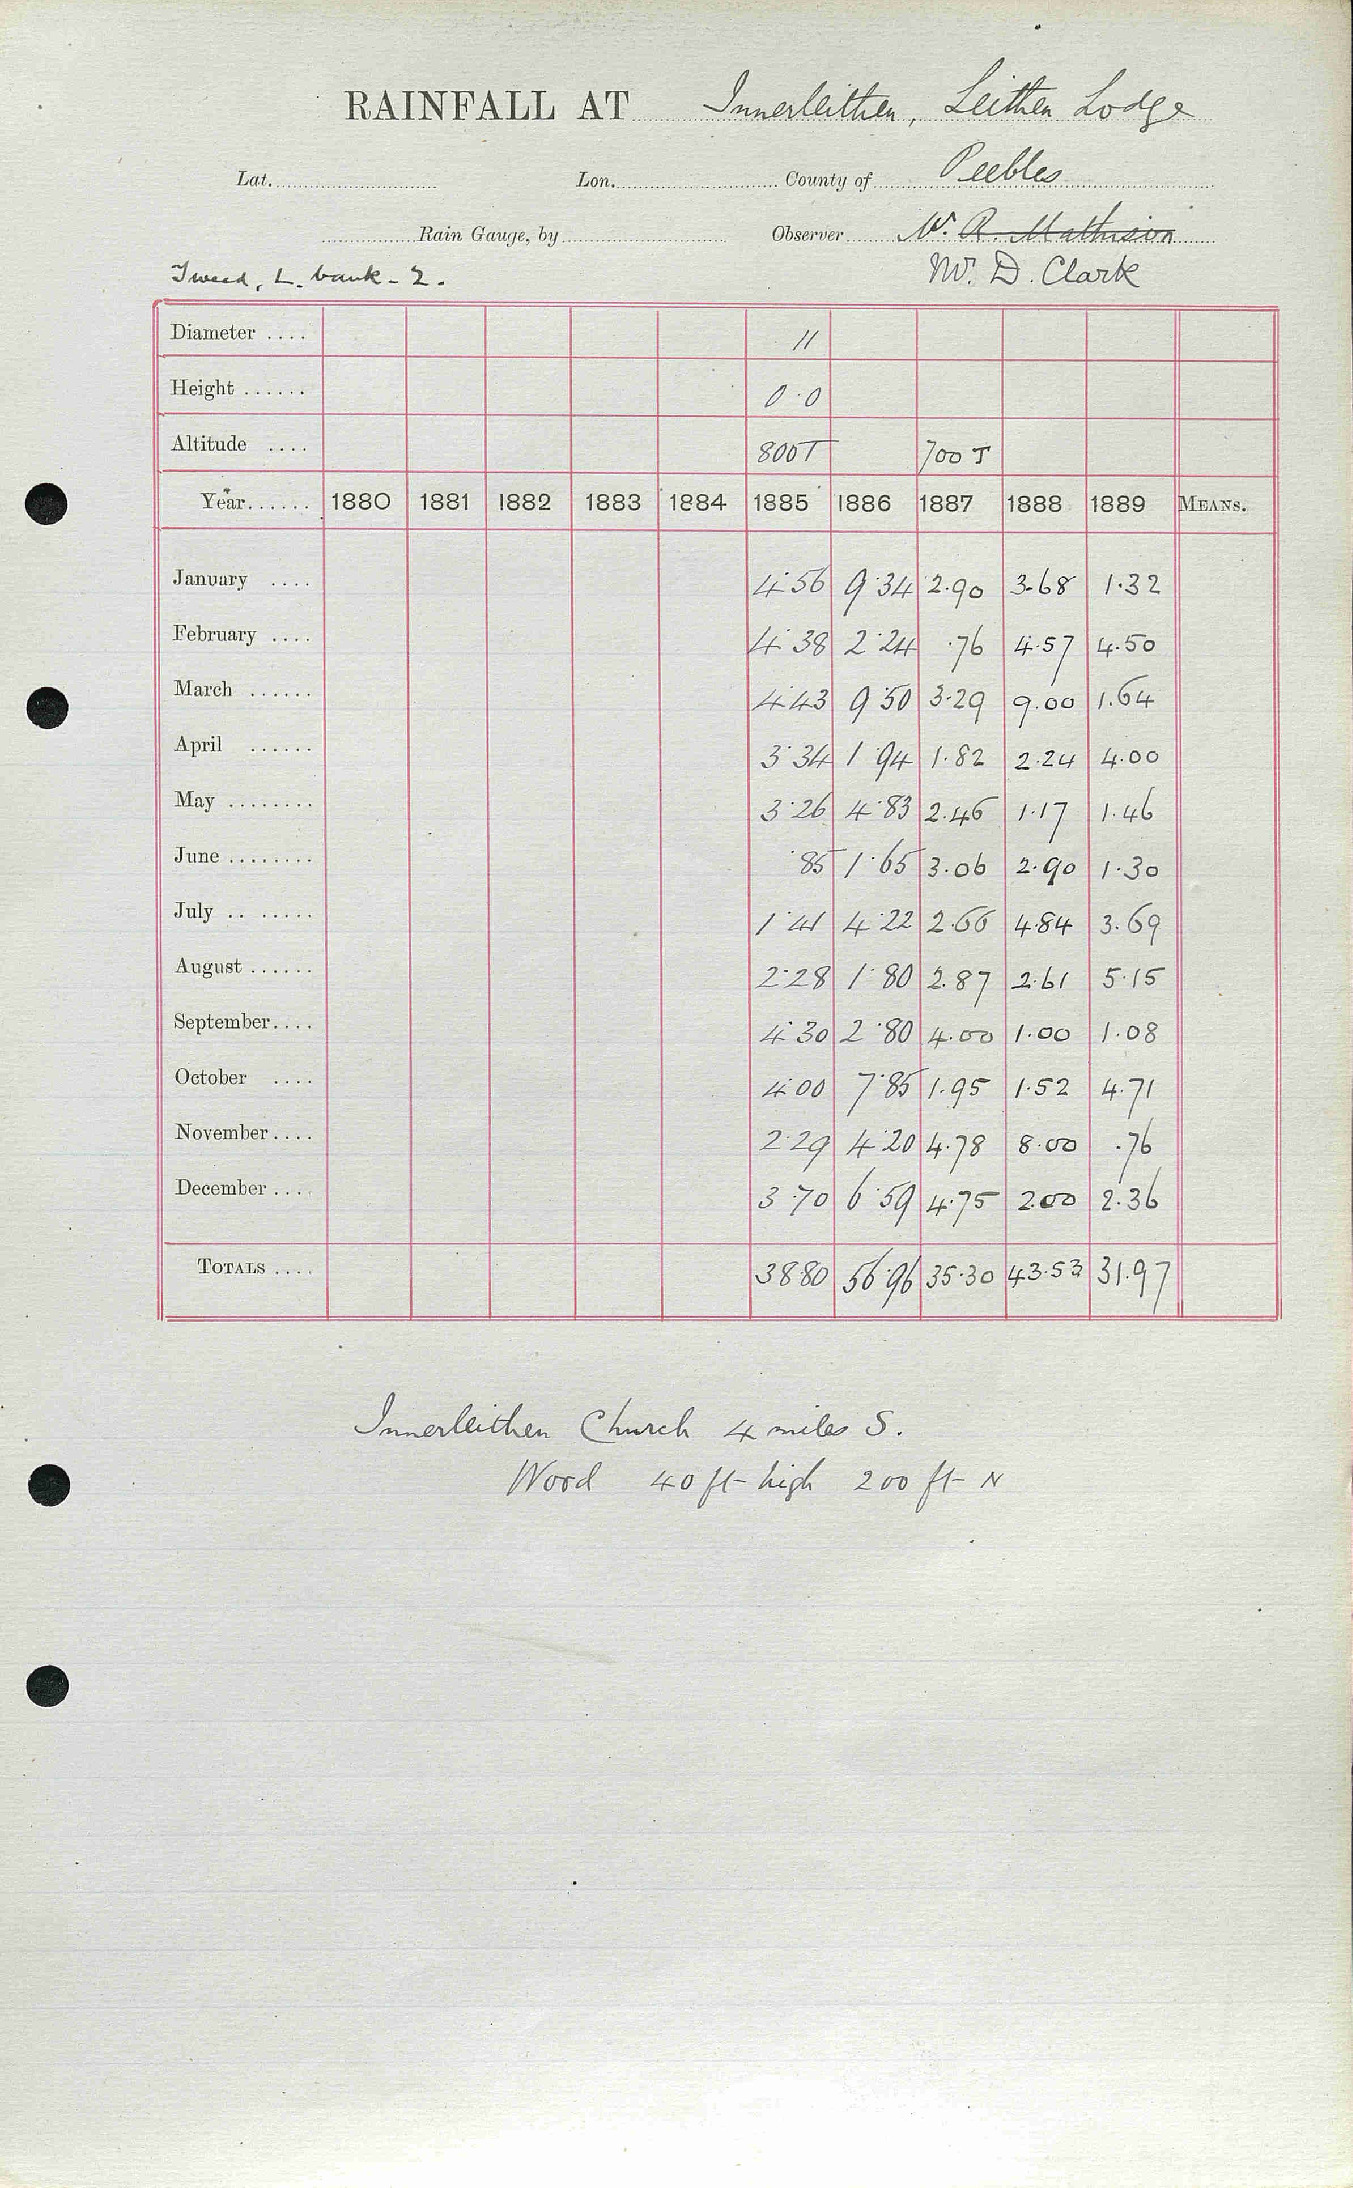 RAINFALL AT Innerleithen, Leithen Lodge
Lat. Lon. County of Peebles
Rain Gauge, by Observer W. R. Mathison
Tweed, L. bank - 2. W. D. Clark
Diameter .... 11
Height ...... 0·0
Altitude .... 800T 700 T
Year...... 1880 1881 1882 1883 1884 1885 1886 1887 1888 1889 MEANS.
January .... 4·56 9·34 2.90 3.68 1.32
February .... 4·38 2·24 ·76 4.57 4.50
March ...... 4·43 9·50 3.29 9.00 1.64
April ...... 3·34 1·94 1.82 2.24 4.00
May ........ 3·26 4·83 2.46 1.17 1.46
June ........ ·85 1·65 3.06 2.90 1.30
July .. ..... 1·41 4·22 2.66 4.84 3.69
August ...... 2·28 1·80 2.87 2.61 5.15
September.... 4·30 2·80 4.00 1.00 1.08
October .... 4·00 7·85 1.95 1.52 4.71
November.... 2·29 4·20 4.78 8.00 .76
December .... 3·70 6·59 4.75 2.00 2.36
TOTALS .... 38·80 56·96 35·30 43·53 31.97
Innerleithen Church 4 miles S.
Wood 40 ft high 200 ft N